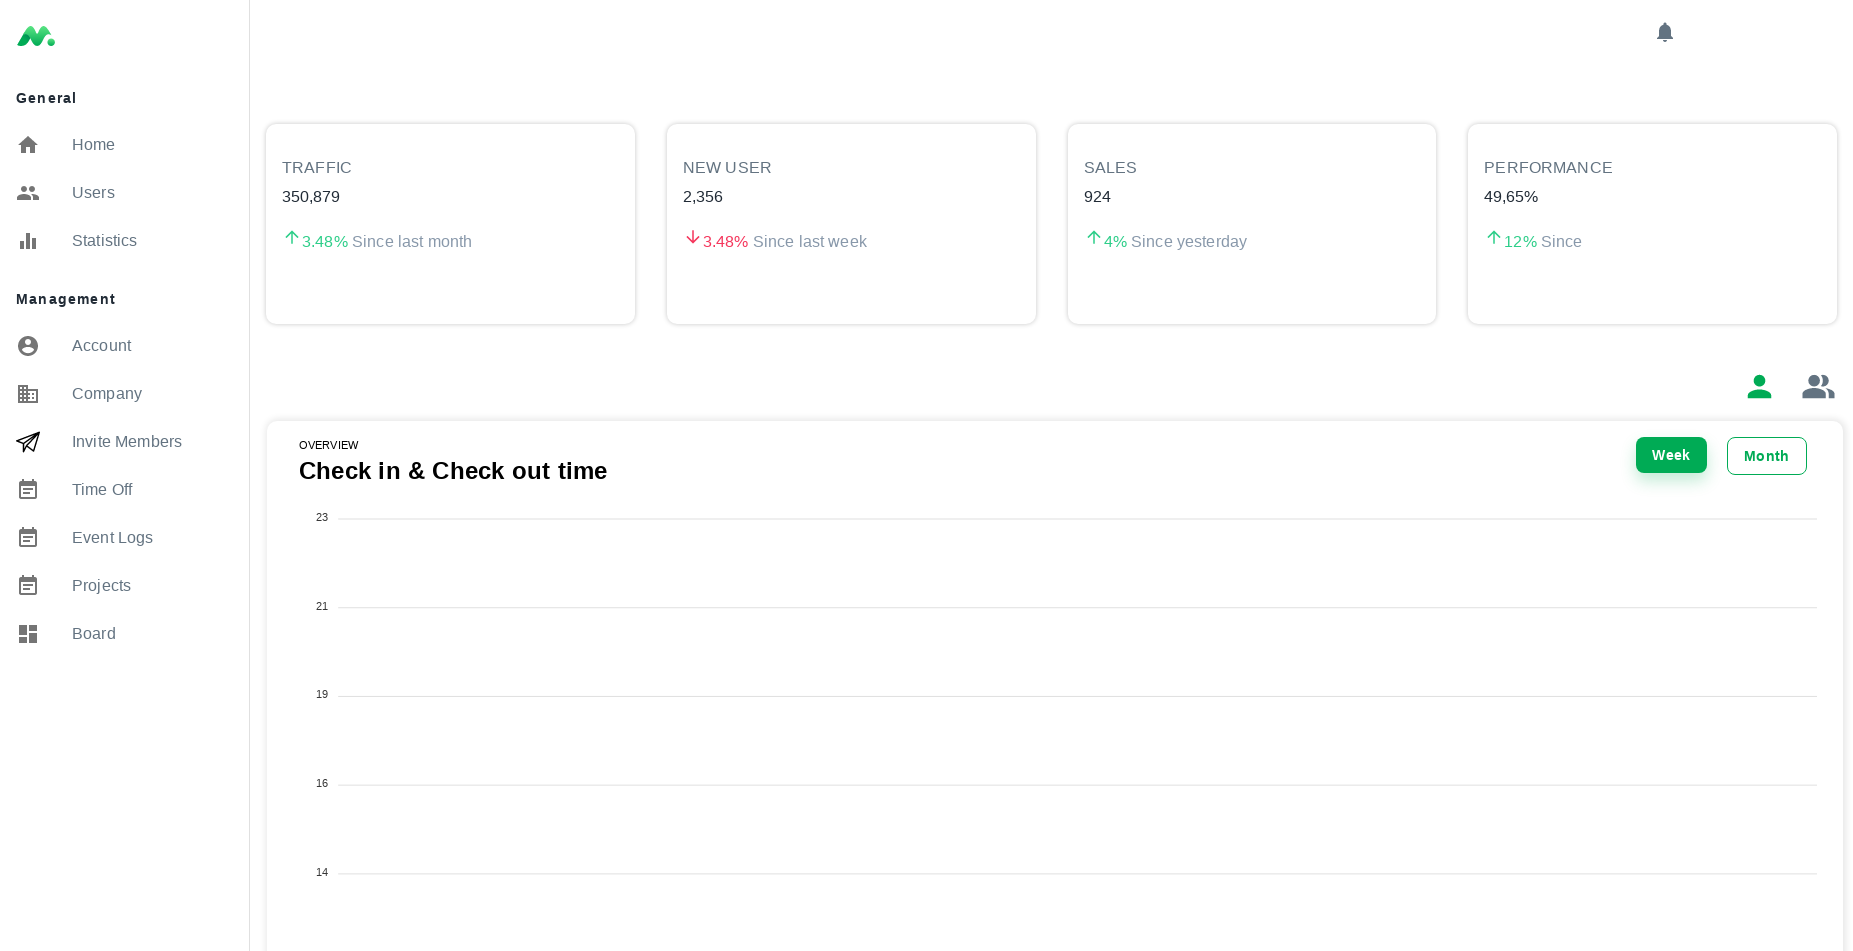 General
Home
Users
Statistics
Management
Account
Company
Invite Members
Time Off
Event Logs
Projects
Board
TRAFFIC
350,879
3.48% Since last month
NEW USER
2,356
3.48% Since last week
SALES
924
4% Since yesterday
PERFORMANCE
49,65%
12% Since
OVERVIEW
Check in & Check out time
Week
Month
23
21
19
16
14